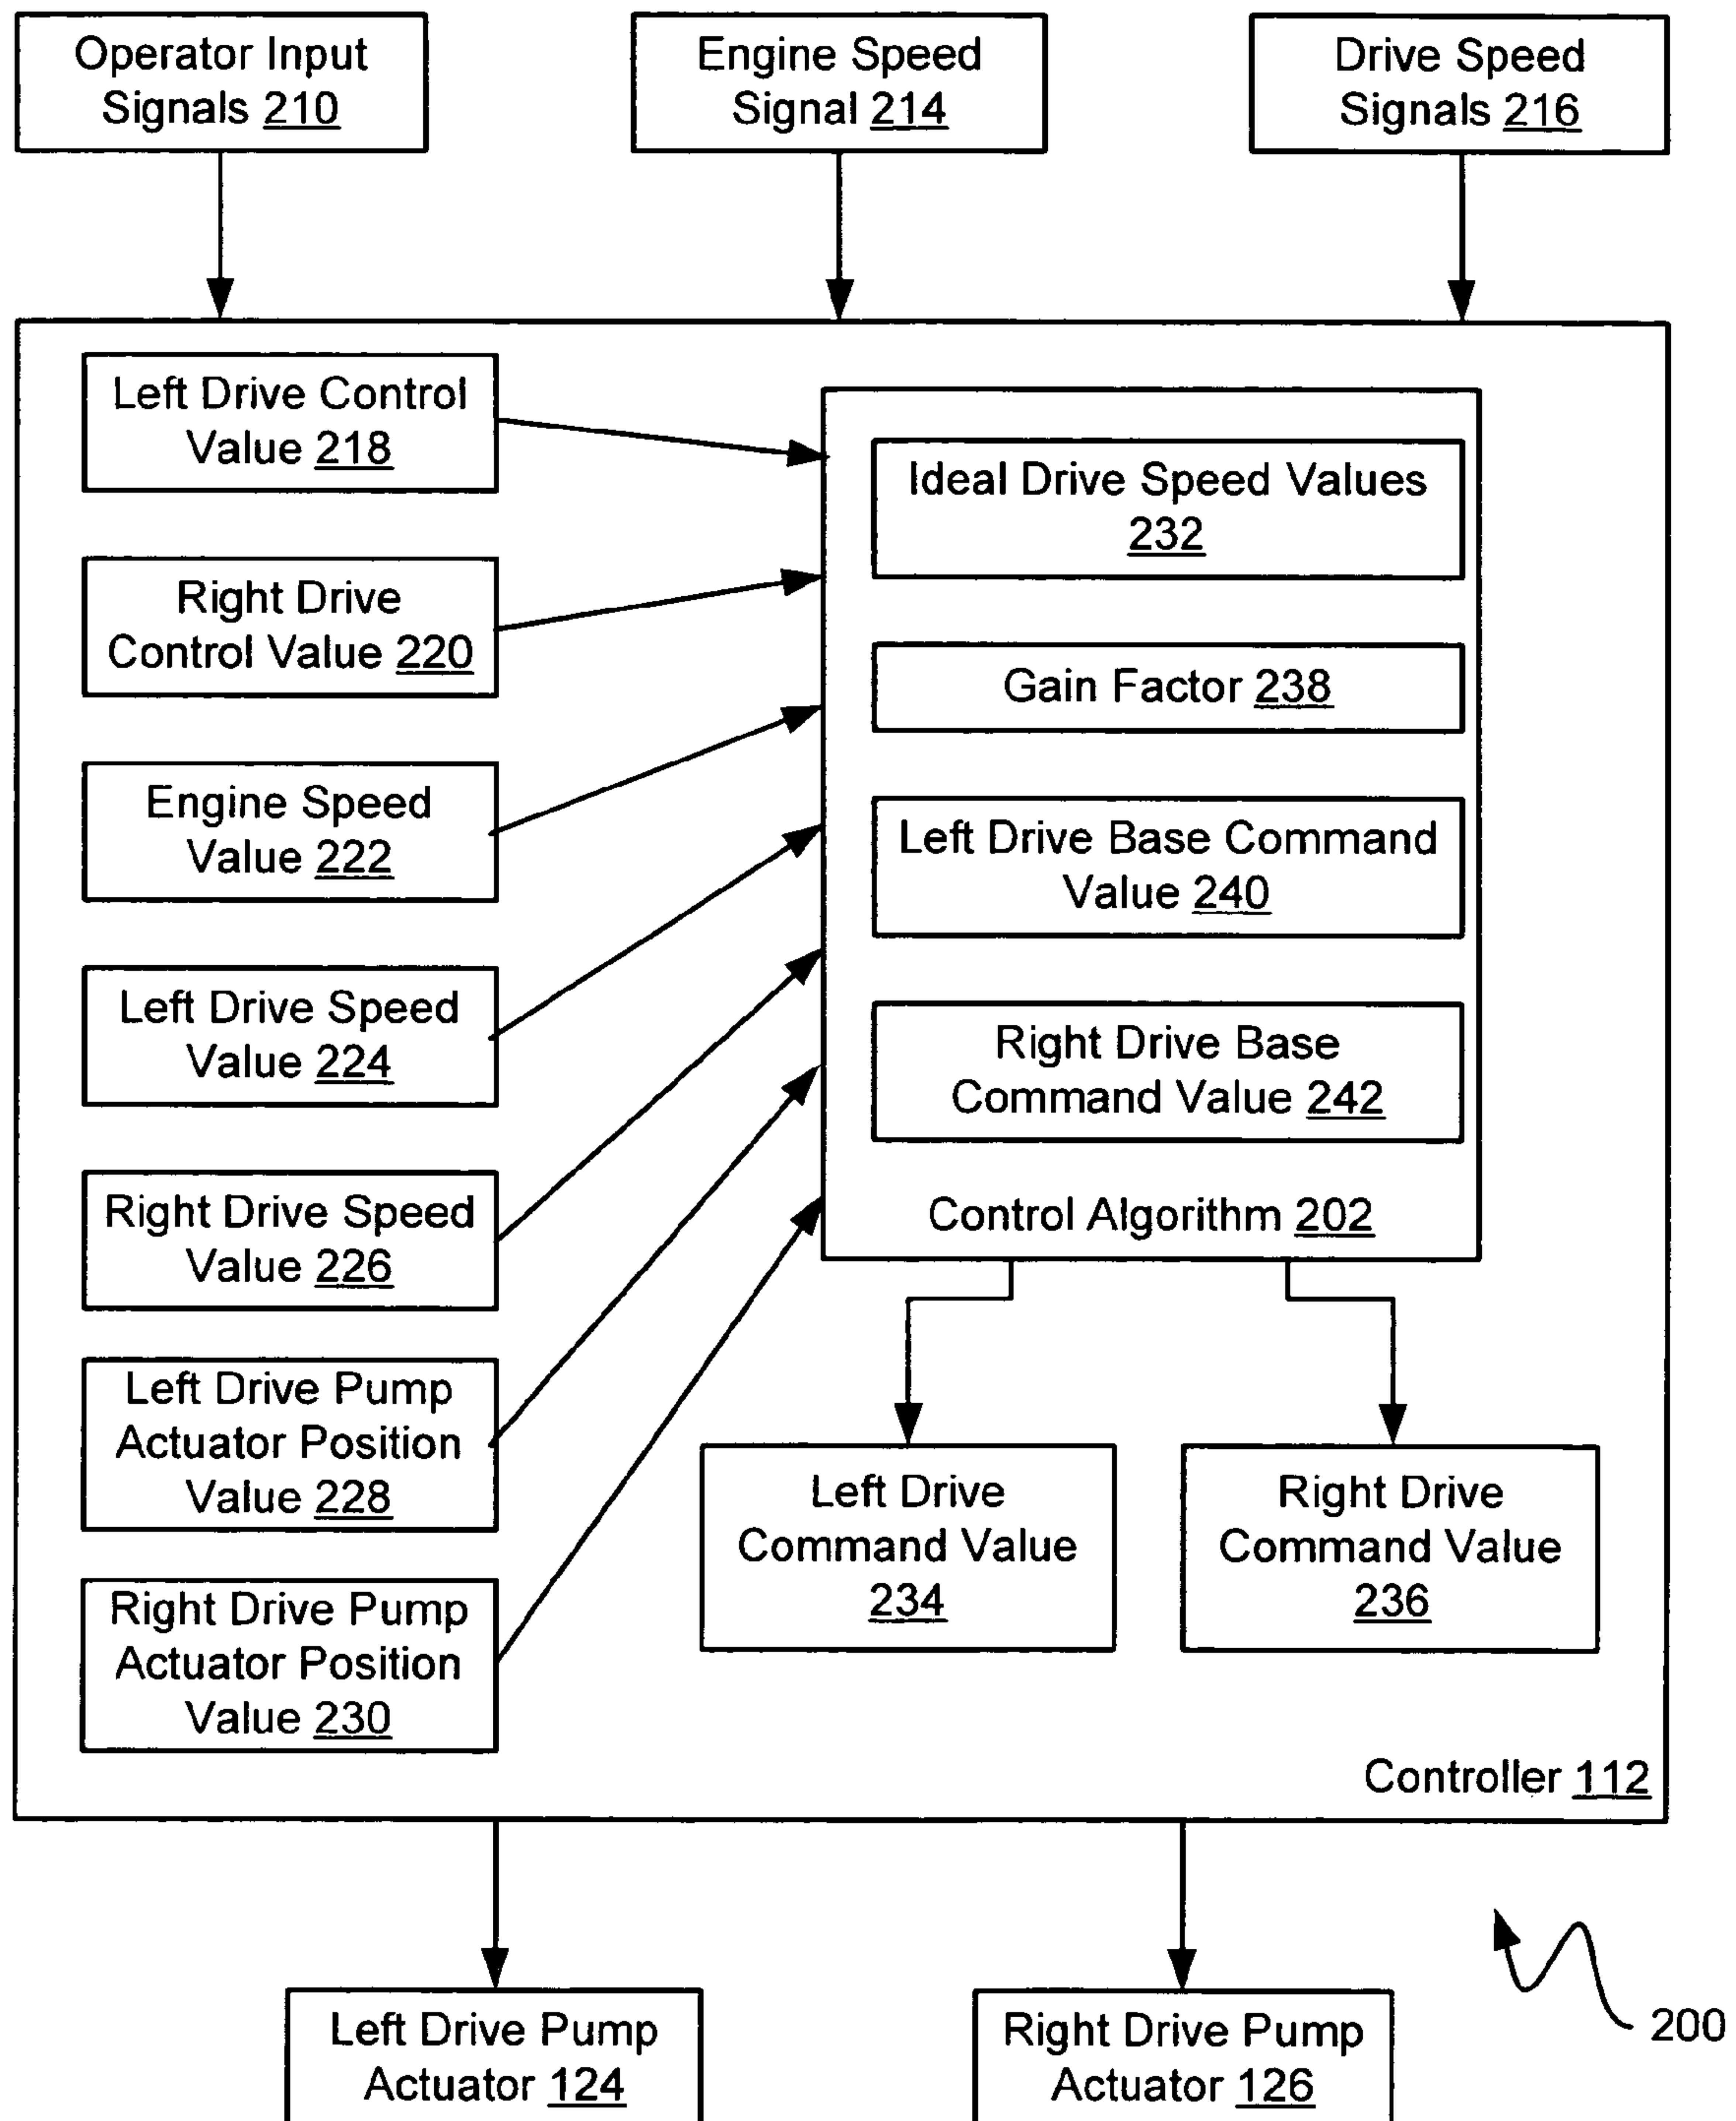 Operator Input
Signals 210
Engine Speed
Signal 214
Drive Speed
Signals 216
Left Drive Control
Value 218
Right Drive
Control Value 220
Engine Speed
Value 222
Left Drive Speed
Value 224
Right Drive Speed
Value 226
Left Drive Pump
Actuator Position
Value 228
Right Drive Pump
Actuator Position
Value 230
Ideal Drive Speed Values
232
Gain Factor 238
Left Drive Base Command
Value 240
Right Drive Base
Command Value 242
Control Algorithm 202
Left Drive
Command Value
234
Right Drive
Command Value
236
Controller 112
Left Drive Pump
Actuator 124
Right Drive Pump
Actuator 126
200